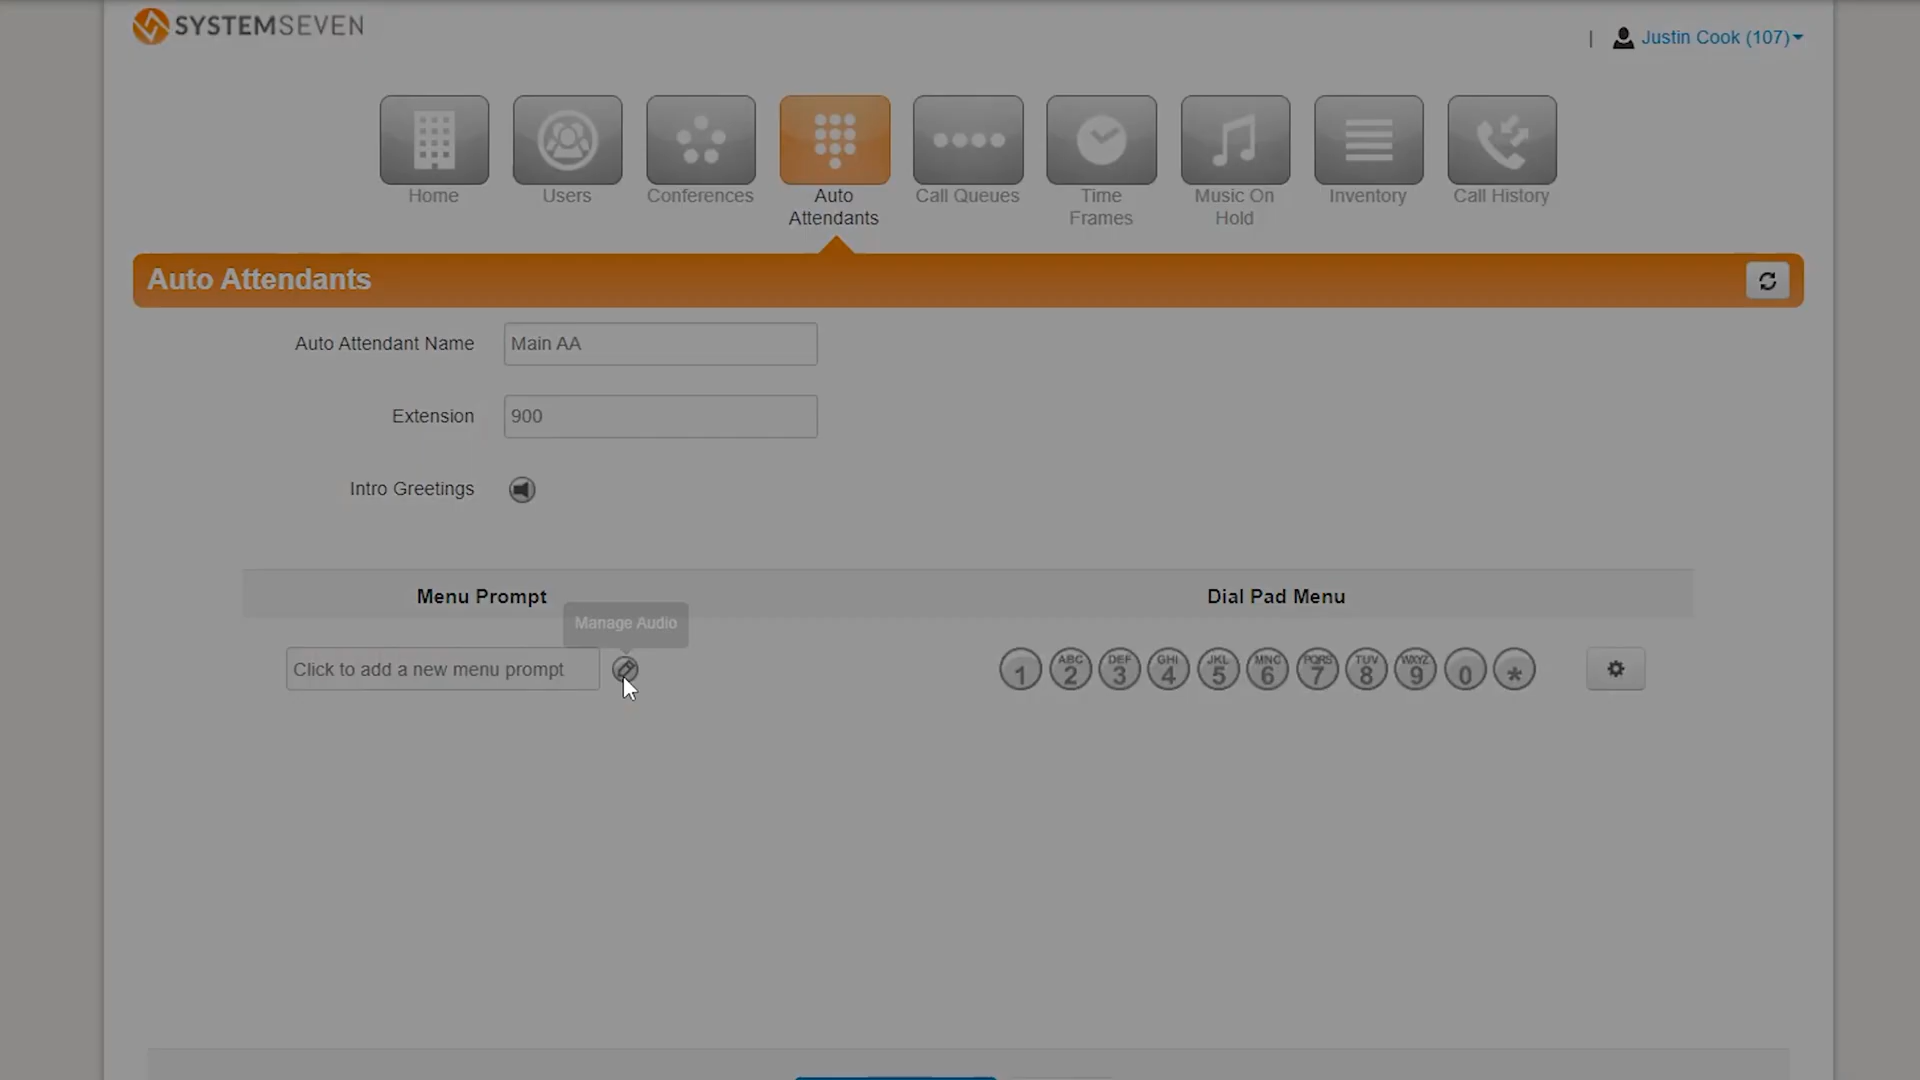 SYSTEMSEVEN
| Justin Cook (107)
Home
Users
Conferences
Auto
Attendants
Call Queues
Time
Frames
Music On
Hold
Inventory
Call History
Auto Attendants
Auto Attendant Name
Main AA
Extension
900
Intro Greetings
Menu Prompt
Dial Pad Menu
Manage Audio
Click to add a new menu prompt
1
ABC
2
DEF
3
GHI
4
JKL
5
MNO
6
PQRS
7
TUV
8
WXYZ
9
0
*